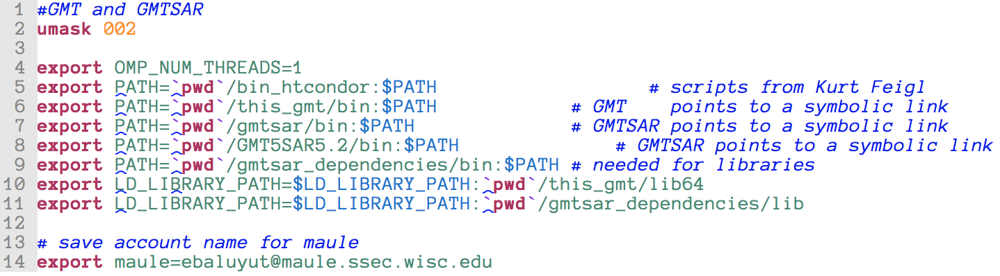 1 #GMT and GMTSAR
2 umask 002
3
4 export OMP_NUM_THREADS=1
5 export PATH=`pwd`/bin_htcondor:$PATH                   # scripts from Kurt Feigl
6 export PATH=`pwd`/this_gmt/bin:$PATH            # GMT    points to a symbolic link
7 export PATH=`pwd`/gmtsar/bin:$PATH              # GMTSAR points to a symbolic link
8 export PATH=`pwd`/GMT5SAR5.2/bin:$PATH              # GMTSAR points to a symbolic link
9 export PATH=`pwd`/gmtsar_dependencies/bin:$PATH # needed for libraries
10 export LD_LIBRARY_PATH=$LD_LIBRARY_PATH:`pwd`/this_gmt/lib64
11 export LD_LIBRARY_PATH=$LD_LIBRARY_PATH:`pwd`/gmtsar_dependencies/lib
12
13 # save account name for maule
14 export maule=ebaluyut@maule.ssec.wisc.edu